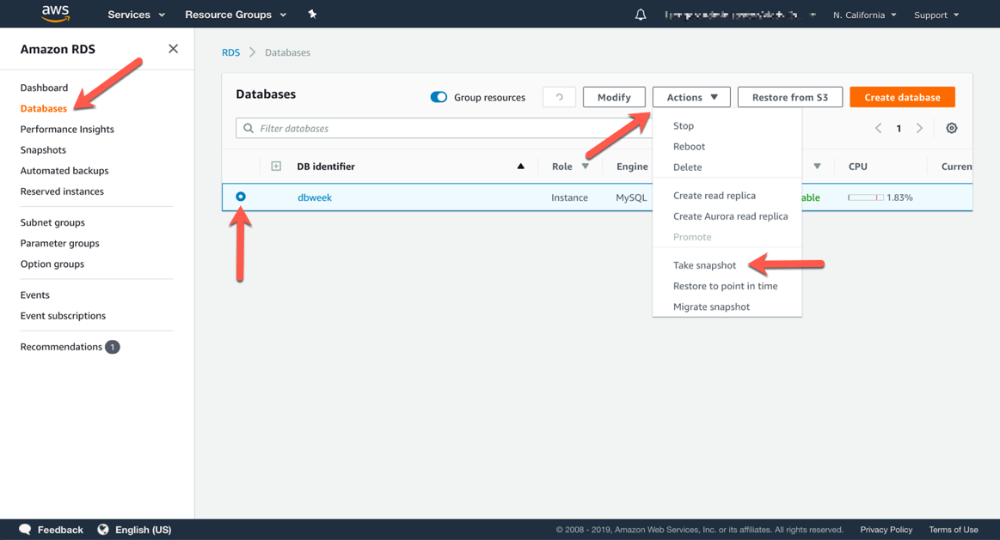 aws Services Resource Groups N. California Support
Amazon RDS
Dashboard
Databases
Performance Insights
Snapshots
Automated backups
Reserved instances
Subnet groups
Parameter groups
Option groups
Events
Event subscriptions
Recommendations 1
RDS Databases
Databases Group resources Modify Actions Restore from S3 Create database
Filter databases 1
DB identifier Role Engine CPU Curren
dbweek Instance MySQL able 1.83%
Stop
Reboot
Delete
Create read replica
Create Aurora read replica
Promote
Take snapshot
Restore to point in time
Migrate snapshot
Feedback English (US) © 2008 - 2019, Amazon Web Services, Inc. or its affiliates. All rights reserved. Privacy Policy Terms of Use